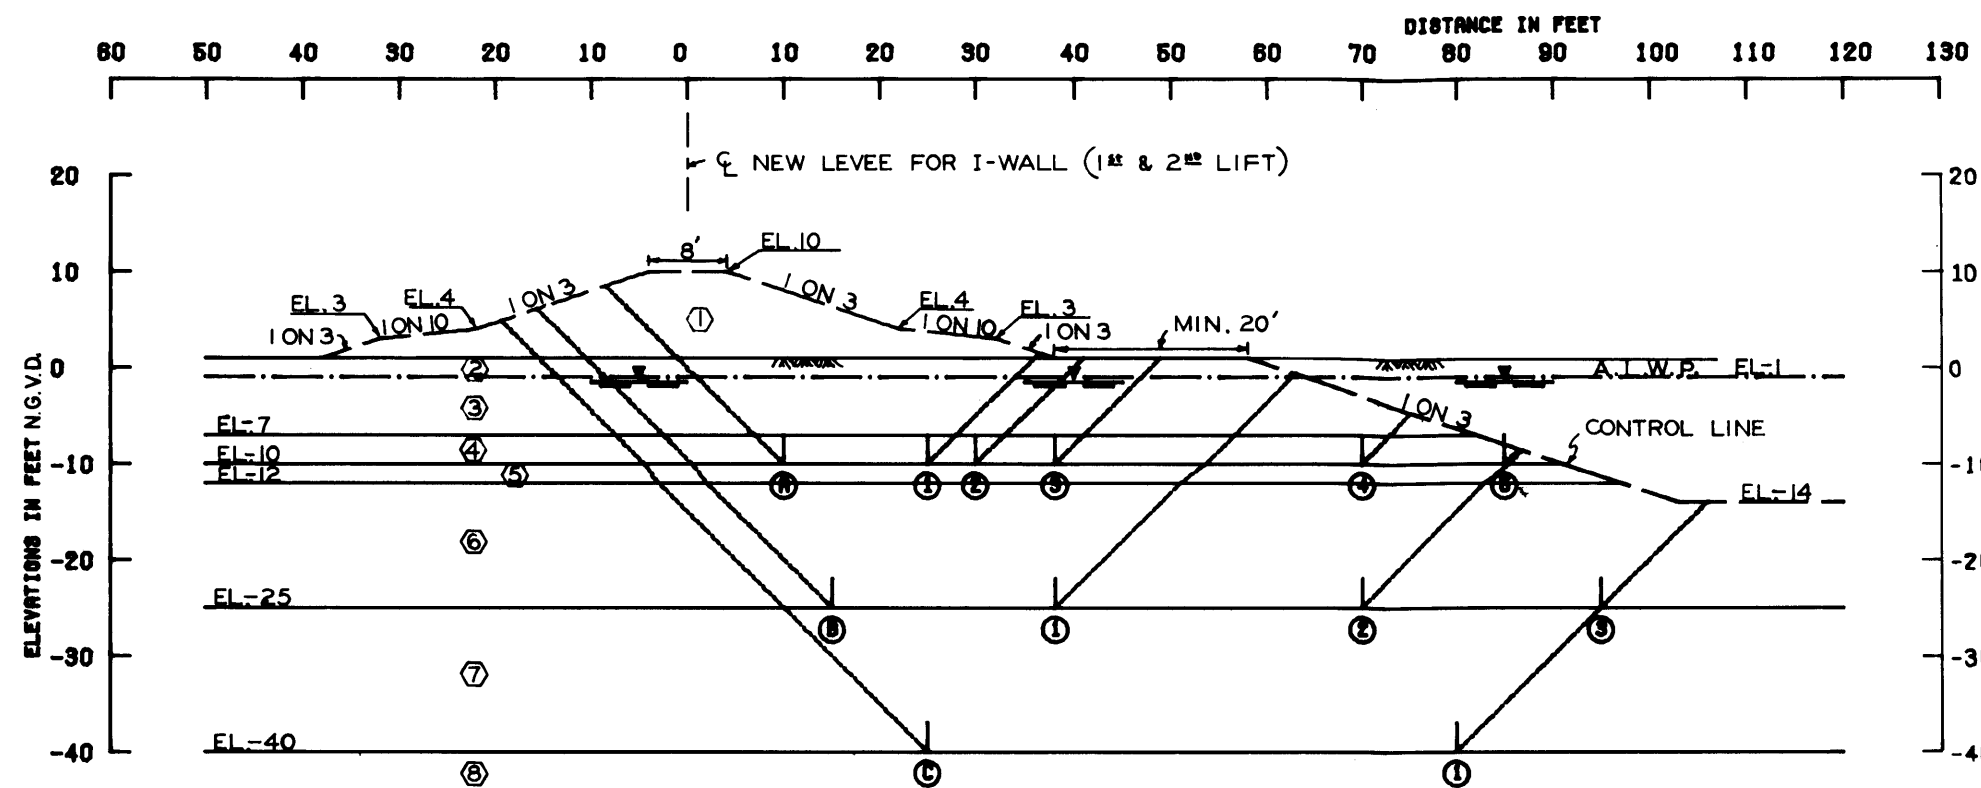 DISTANCE IN FEET
60 50 40 30 20 10 0 10 20 30 40 50 60 70 80 90 100 110 120 130
℄ NEW LEVEE FOR I-WALL (1st & 2ND LIFT)
20 20
8' EL.10
10 10
EL.3 EL.4 1 ON 3 1 ON 3 EL.4 EL.3
1 ON 3 1 ON 10 1 1 ON 10 1 ON 3 MIN. 20'
0 2 A.L.W.P. EL-1 0
3 1 ON 3
EL.-7 CONTROL LINE
4
-10 EL-10
EL-12 5 A 1 2 3 4 EL-14
6
-20
EL.-25
B 1 2 3
-30
7
-40 EL.-40
8 C 1
ELEVATIONS IN FEET N.G.V.D.